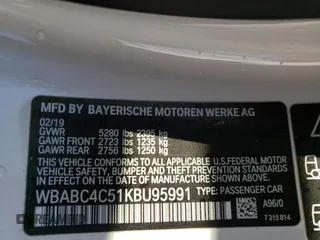 MFD BY BAYERISCHE MOTOREN WERKE AG
02/19
GVWR 5280 lbs 2395 kg
GAWR FRONT 2723 lbs 1235 kg
GAWR REAR 2756 lbs 1250 kg
THIS VEHICLE CONFORMS TO ALL APPLICABLE U.S. FEDERAL
MOTOR VEHICLE SAFETY, BUMPER, AND THEFT PREVENTION
STANDARDS IN EFFECT ON THE DATE OF MANUFACTURE SHOWN ABOVE.
WBABC4C51KBU95991 TYPE: PASSENGER CAR
A96/0
7 315 814